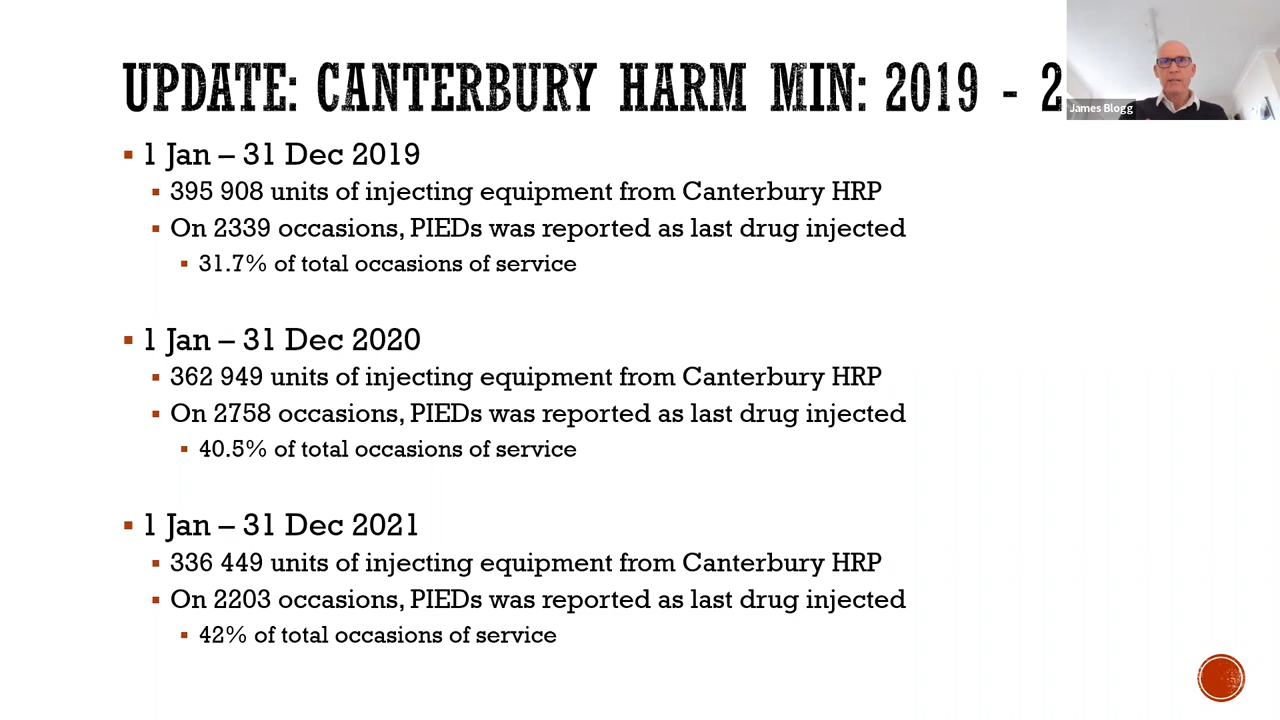 UPDATE: CANTERBURY HARM MIN: 2019 - 2
James Blogg
1 Jan – 31 Dec 2019
395 908 units of injecting equipment from Canterbury HRP
On 2339 occasions, PIEDs was reported as last drug injected
31.7% of total occasions of service
1 Jan – 31 Dec 2020
362 949 units of injecting equipment from Canterbury HRP
On 2758 occasions, PIEDs was reported as last drug injected
40.5% of total occasions of service
1 Jan – 31 Dec 2021
336 449 units of injecting equipment from Canterbury HRP
On 2203 occasions, PIEDs was reported as last drug injected
42% of total occasions of service